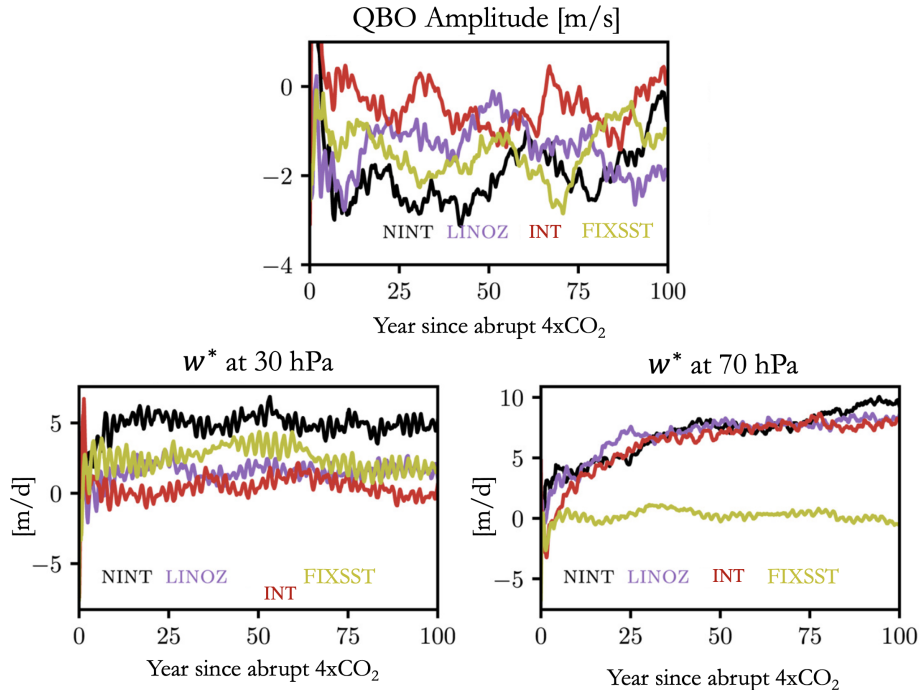 QBO Amplitude [m/s]
0
−2
−4
NINT LINOZ INT FIXSST
0 25 50 75 100
Year since abrupt 4xCO₂
w* at 30 hPa
[m/d]
5
0
−5
NINT LINOZ FIXSST
INT
0 25 50 75 100
Year since abrupt 4xCO₂
w* at 70 hPa
[m/d]
10
5
0
−5
NINT LINOZ INT FIXSST
0 25 50 75 100
Year since abrupt 4xCO₂